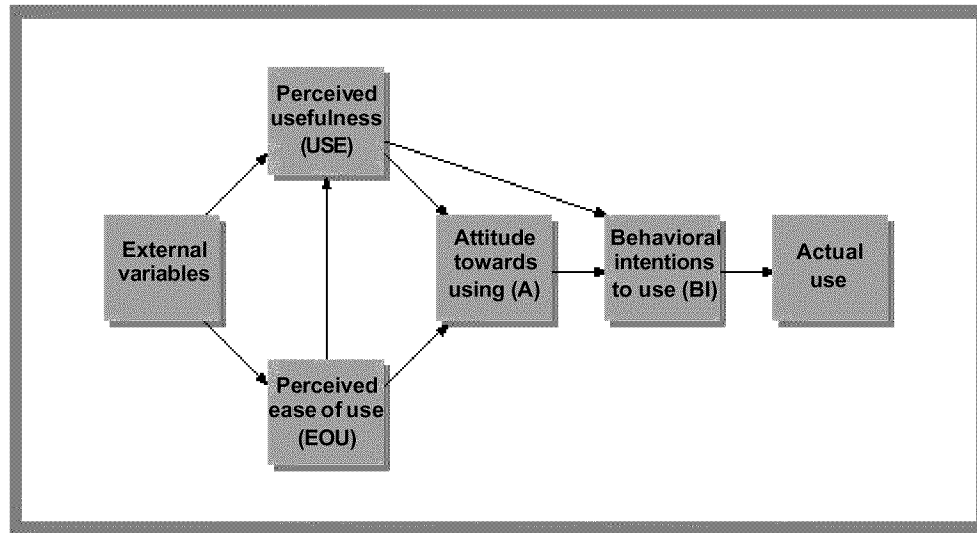 Perceived
usefulness
(USE)
External
variables
Perceived
ease of use
(EOU)
Attitude
towards
using (A)
Behavioral
intentions
to use (BI)
Actual
use